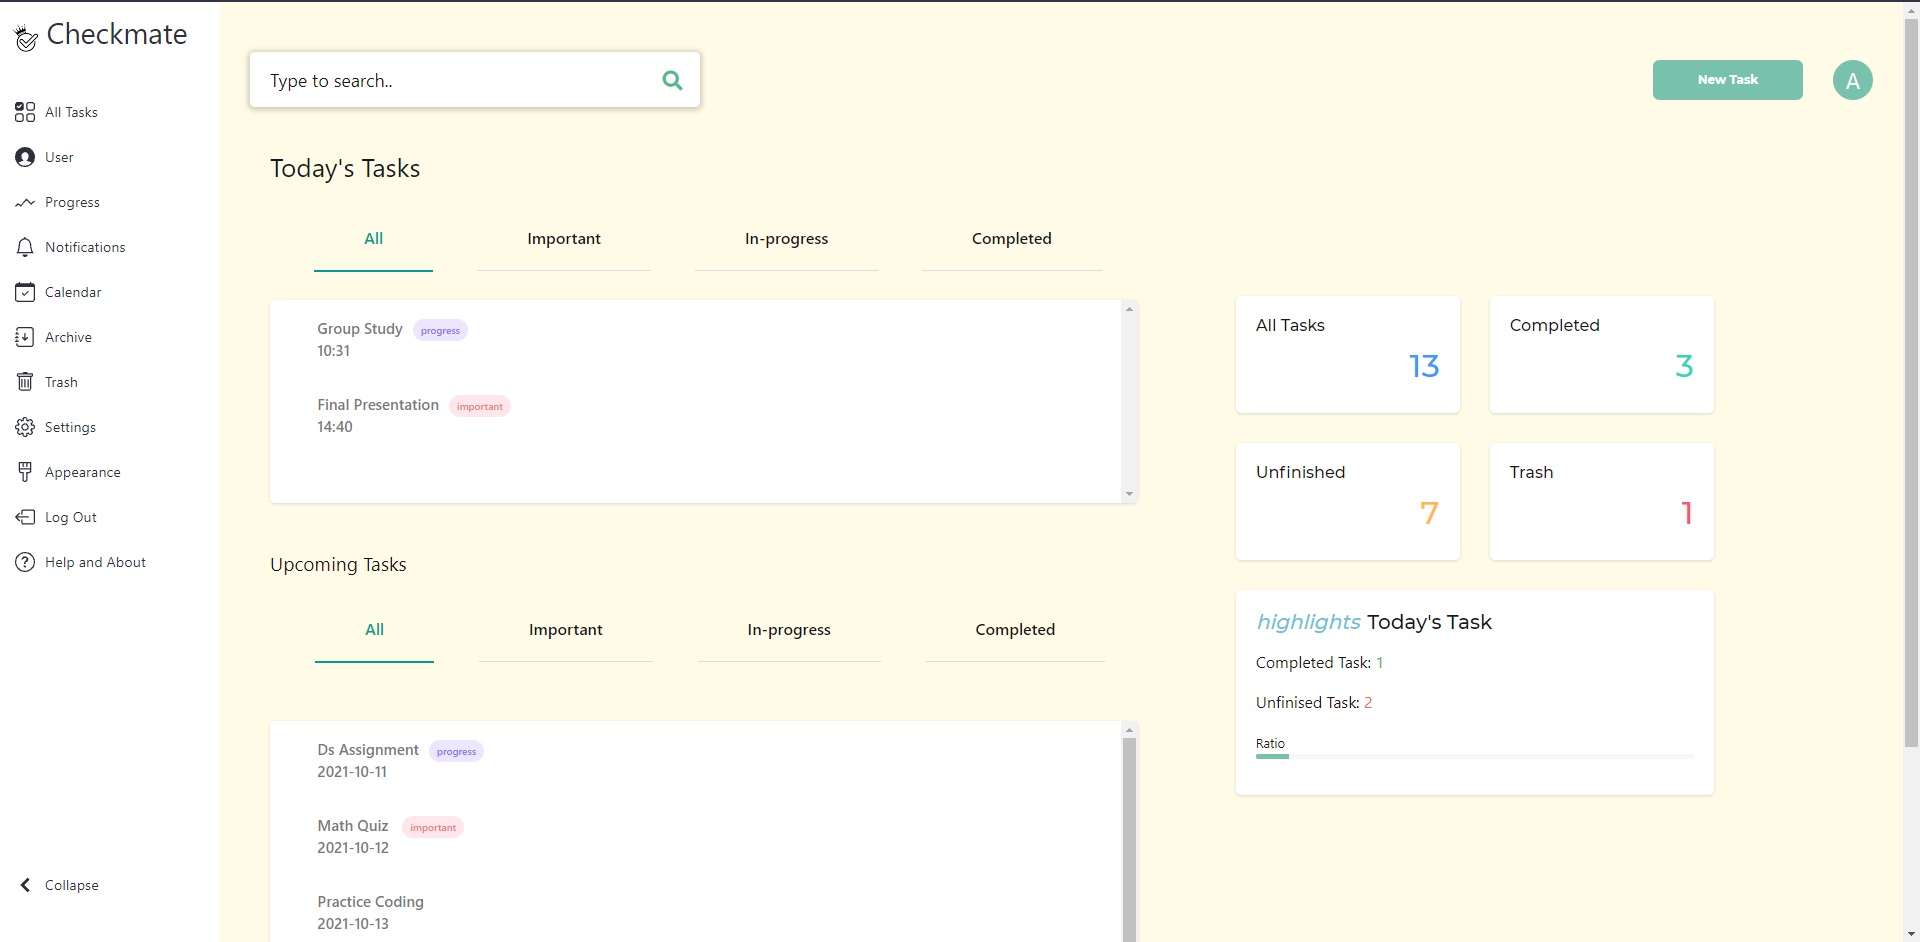 Checkmate
All Tasks
User
Progress
Notifications
Calendar
Archive
Trash
Settings
Appearance
Log Out
Help and About
Collapse
Type to search..
New Task
A
Today's Tasks
All Important In-progress Completed
Group Study progress
10:31
Final Presentation important
14:40
Upcoming Tasks
All Important In-progress Completed
Ds Assignment progress
2021-10-11
Math Quiz important
2021-10-12
Practice Coding
2021-10-13
All Tasks
13
Completed
3
Unfinished
7
Trash
1
highlights Today's Task
Completed Task: 1
Unfinised Task: 2
Ratio